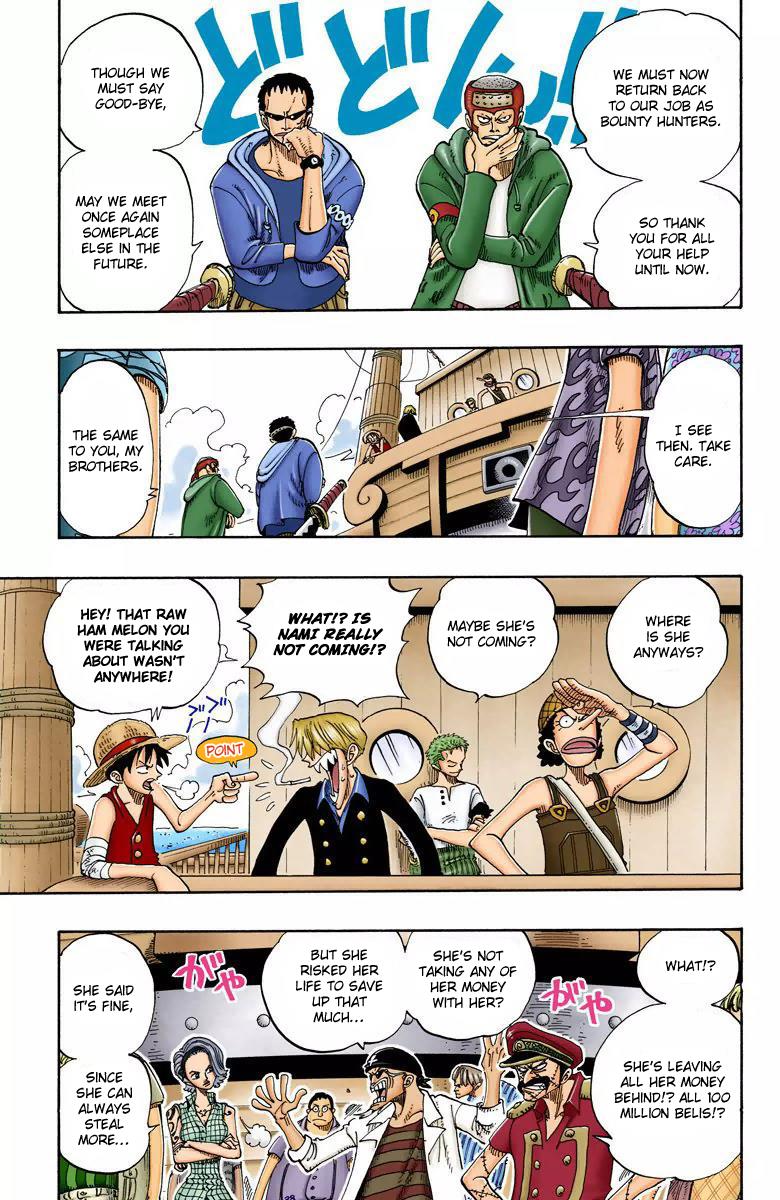 WE MUST NOW
RETURN BACK
TO OUR JOB AS
BOUNTY HUNTERS.
SO THANK
YOU FOR ALL
YOUR HELP
UNTIL NOW.
THOUGH WE
MUST SAY
GOOD-BYE,
MAY WE MEET
ONCE AGAIN
SOMEPLACE
ELSE IN THE
FUTURE.
どどん!!
I SEE
THEN. TAKE
CARE.
THE SAME
TO YOU, MY
BROTHERS.
WHERE
IS SHE
ANYWAYS?
MAYBE SHE'S
NOT COMING?
WHAT!? IS
NAMI REALLY
NOT COMING!?
HEY! THAT RAW
HAM MELON YOU
WERE TALKING
ABOUT WASN'T
ANYWHERE!
POINT
WHAT!?
SHE'S LEAVING
ALL HER MONEY
BEHIND!? ALL 100
MILLION BELIS!?
SHE'S NOT
TAKING ANY OF
HER MONEY
WITH HER?
がや
BUT SHE
RISKED HER
LIFE TO SAVE
UP THAT
MUCH...
がや
SHE SAID
IT'S FINE,
SINCE SHE
CAN ALWAYS
STEAL
MORE...